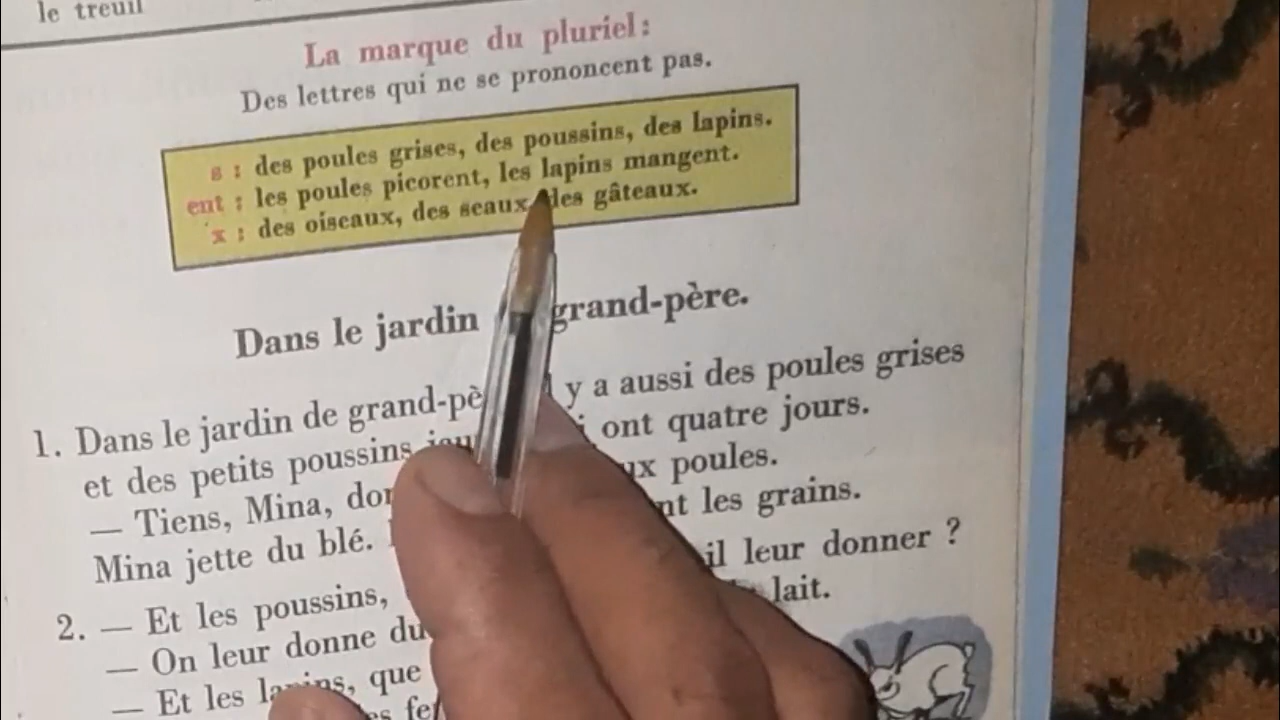 le treuil
La marque du pluriel :
Des lettres qui ne se prononcent pas.
s : des poules grises, des poussins, des lapins.
ent : les poules picorent, les lapins mangent.
x : des oiseaux, des seaux, des gâteaux.
Dans le jardin grand-père.
1. Dans le jardin de y a aussi des poules grises
et des petits poussins ont quatre jours.
— Tiens, Mina, poules.
Mina jette du blé. les grains.
2. — Et les poussins, leur donner ?
— On leur donne lait.
— Et les lapins, que